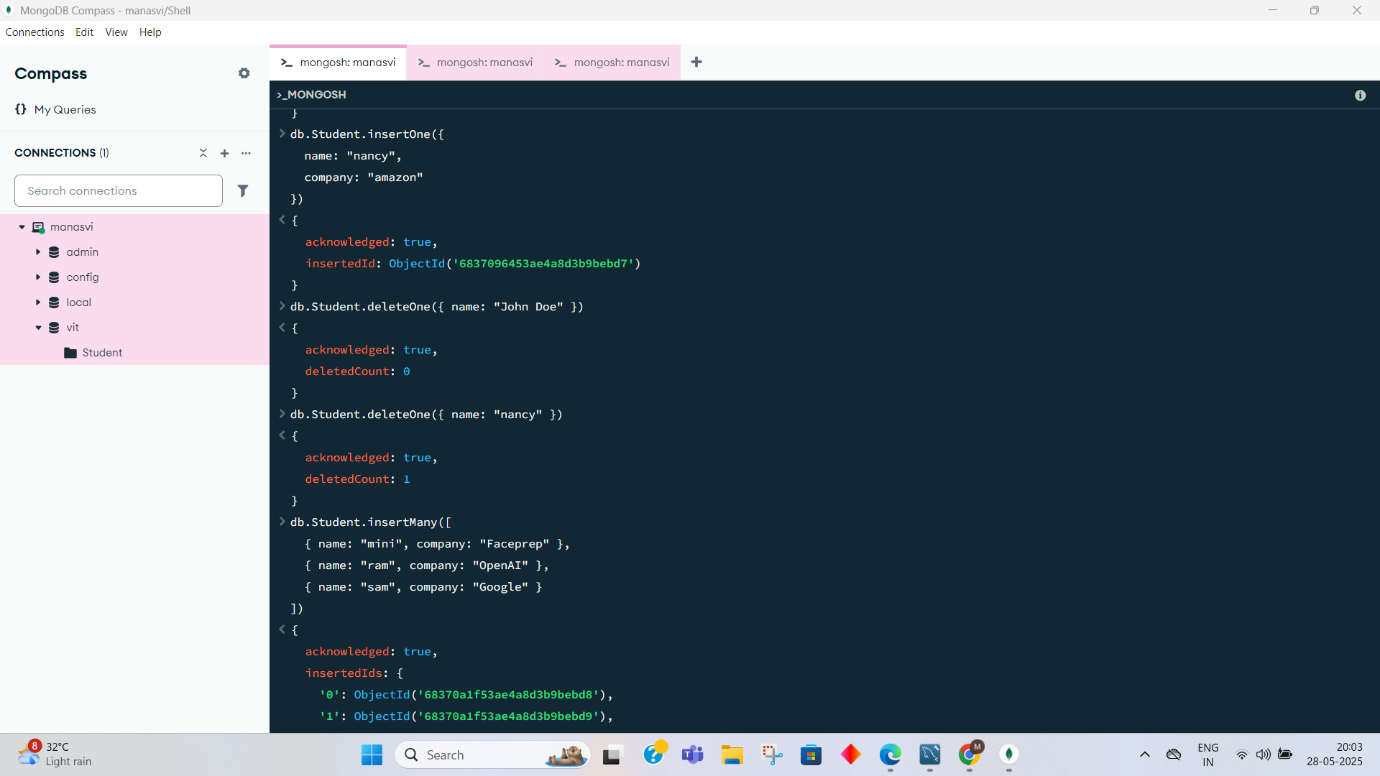 MongoDB Compass - manasvi/Shell
Connections Edit View Help
Compass
{} My Queries
CONNECTIONS (1)
Search connections
manasvi
admin
config
local
vit
Student
>_ mongosh: manasvi >_ mongosh: manasvi >_ mongosh: manasvi +
>_MONGOSH
}
> db.Student.insertOne({
name: "nancy",
company: "amazon"
})
< {
acknowledged: true,
insertedId: ObjectId('6837096453ae4a8d3b9bebd7')
}
> db.Student.deleteOne({ name: "John Doe" })
< {
acknowledged: true,
deletedCount: 0
}
> db.Student.deleteOne({ name: "nancy" })
< {
acknowledged: true,
deletedCount: 1
}
> db.Student.insertMany([
{ name: "mini", company: "Faceprep" },
{ name: "ram", company: "OpenAI" },
{ name: "sam", company: "Google" }
])
< {
acknowledged: true,
insertedIds: {
'0': ObjectId('68370a1f53ae4a8d3b9bebd8'),
'1': ObjectId('68370a1f53ae4a8d3b9bebd9'),
8
32°C
Light rain
Search
M
ENG
IN
20:03
28-05-2025